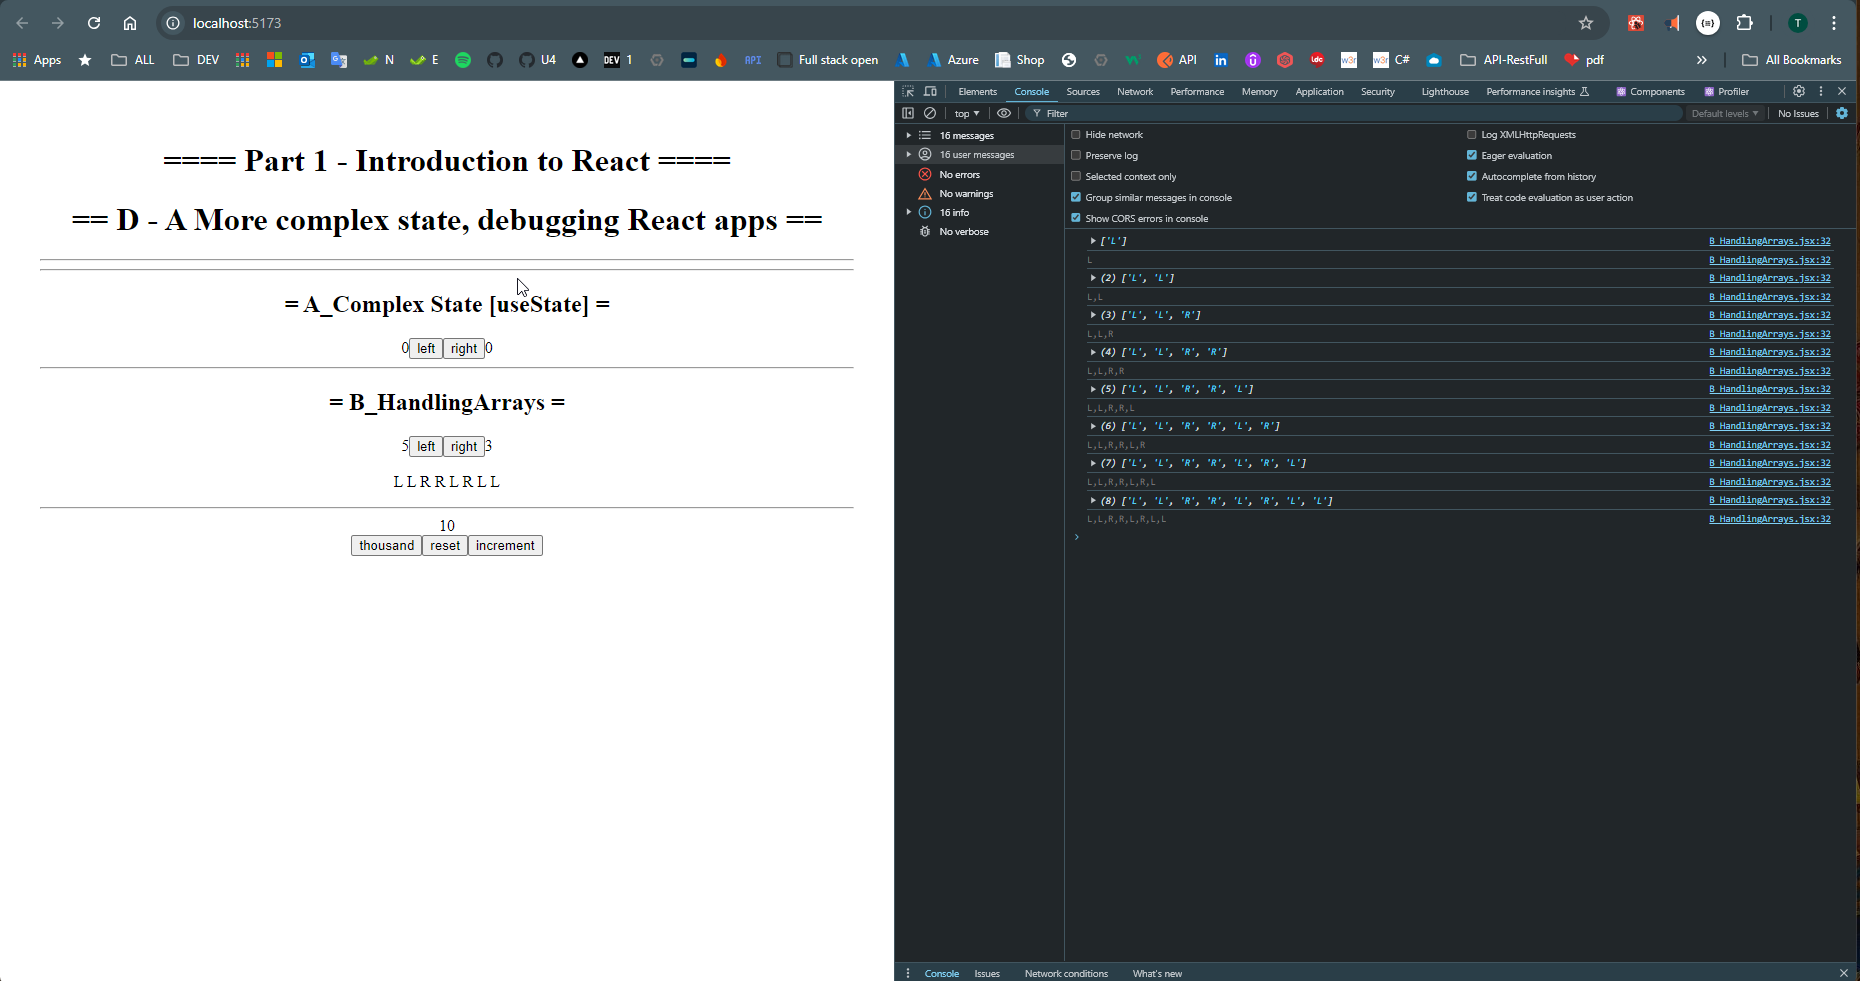 localhost:5173
T
Apps ALL DEV N E U4 DEV 1 API Full stack open Azure Shop in ldc w3r w3r C# API API-RestFull pdf » All Bookmarks
Elements Console Sources Network Performance Memory Application Security Lighthouse Performance insights Components Profiler
top ▾ Filter Default levels ▾ No Issues
16 messages
16 user messages
No errors
No warnings
16 info
No verbose
Hide network
Log XMLHttpRequests
Preserve log
Eager evaluation
Selected context only
Autocomplete from history
Group similar messages in console
Treat code evaluation as user action
Show CORS errors in console
==== Part 1 - Introduction to React ====
== D - A More complex state, debugging React apps ==
= A_Complex State [useState] =
0 left right 0
= B_HandlingArrays =
5 left right 3
L L R R L R L L
10
thousand reset increment
▸ ['L'] B_HandlingArrays.jsx:32
L B_HandlingArrays.jsx:32
▸ (2) ['L', 'L'] B_HandlingArrays.jsx:32
L,L B_HandlingArrays.jsx:32
▸ (3) ['L', 'L', 'R'] B_HandlingArrays.jsx:32
L,L,R B_HandlingArrays.jsx:32
▸ (4) ['L', 'L', 'R', 'R'] B_HandlingArrays.jsx:32
L,L,R,R B_HandlingArrays.jsx:32
▸ (5) ['L', 'L', 'R', 'R', 'L'] B_HandlingArrays.jsx:32
L,L,R,R,L B_HandlingArrays.jsx:32
▸ (6) ['L', 'L', 'R', 'R', 'L', 'R'] B_HandlingArrays.jsx:32
L,L,R,R,L,R B_HandlingArrays.jsx:32
▸ (7) ['L', 'L', 'R', 'R', 'L', 'R', 'L'] B_HandlingArrays.jsx:32
L,L,R,R,L,R,L B_HandlingArrays.jsx:32
▸ (8) ['L', 'L', 'R', 'R', 'L', 'R', 'L', 'L'] B_HandlingArrays.jsx:32
L,L,R,R,L,R,L,L B_HandlingArrays.jsx:32
›
Console Issues Network conditions What's new